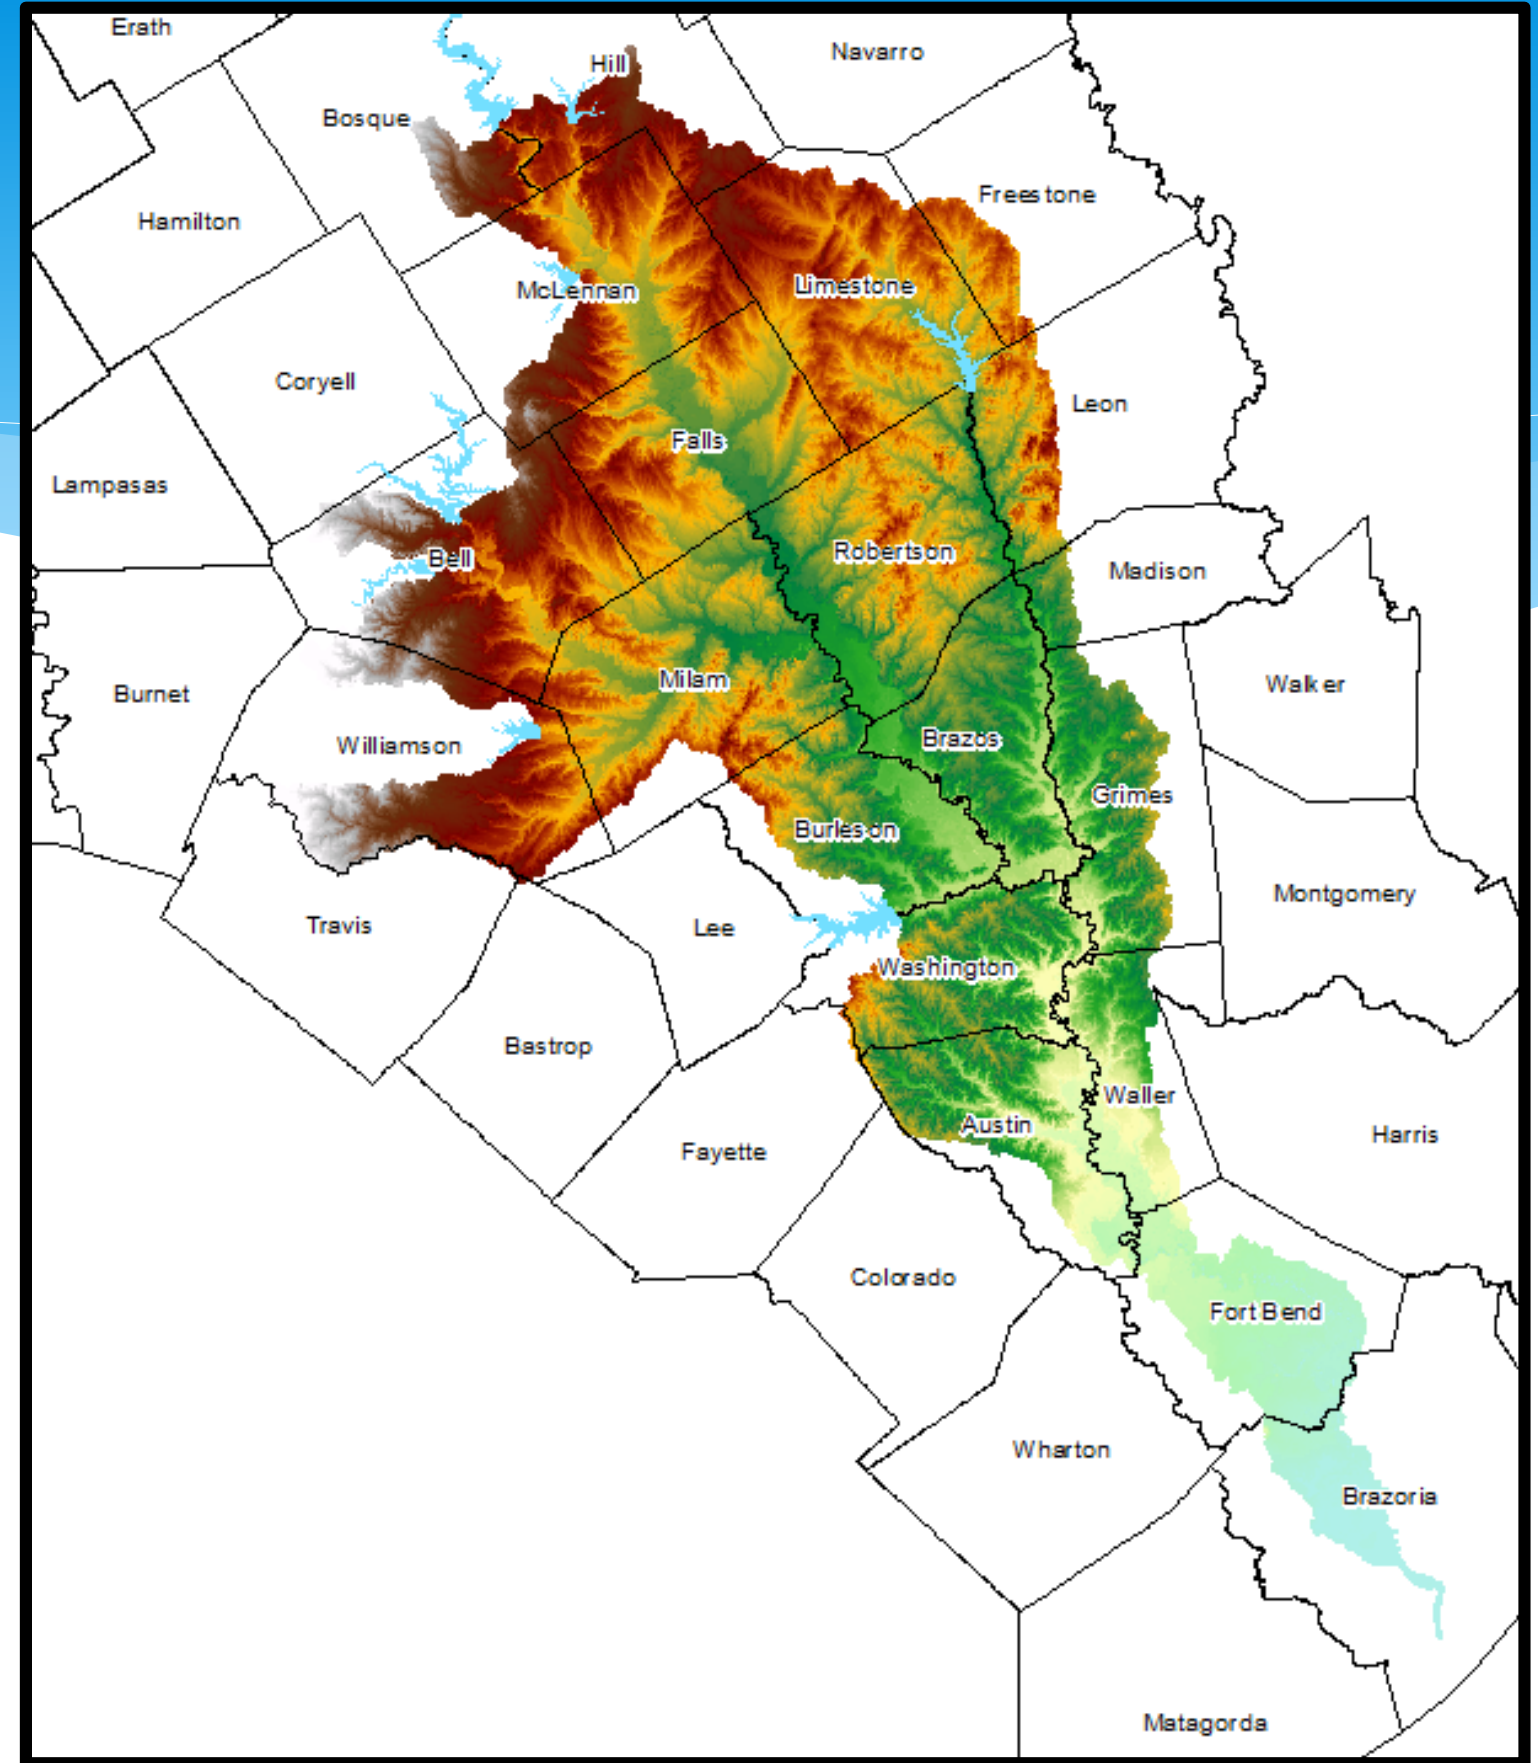 Erath
Navarro
Hill
Bosque
Freestone
Hamilton
Limestone
McLennan
Coryell
Leon
Falls
Lampasas
Robertson
Bell
Madison
Milam
Walker
Burnet
Brazos
Williamson
Grimes
Burleson
Montgomery
Travis
Lee
Washington
Bastrop
Waller
Austin
Harris
Fayette
Colorado
Fort Bend
Wharton
Brazoria
Matagorda